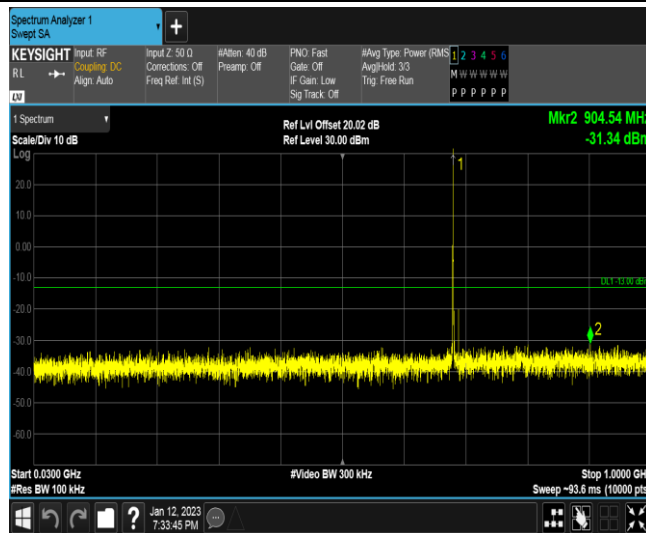 Spectrum Analyzer 1
Swept SA
+
KEYSIGHT
RL
LXI
Input: RF
Coupling: DC
Align: Auto
Input Z: 50 Ω
Corrections: Off
Freq Ref: Int (S)
#Atten: 40 dB
Preamp: Off
PNO: Fast
Gate: Off
IF Gain: Low
Sig Track: Off
#Avg Type: Power (RMS
Avg|Hold: 3/3
Trig: Free Run
1 2 3 4 5 6
M W W W W W
P P P P P P
1 Spectrum
Scale/Div 10 dB
Ref Lvl Offset 20.02 dB
Ref Level 30.00 dBm
Mkr2 904.54 MHz
-31.34 dBm
Log
1
20.0
10.0
0.00
-10.0
DL1 -13.00 dBm
-20.0
-30.0
2
-40.0
-50.0
-60.0
Start 0.0300 GHz
#Res BW 100 kHz
#Video BW 300 kHz
Stop 1.0000 GH
Sweep ~93.6 ms (10000 pts
?
Jan 12, 2023
7:33:45 PM